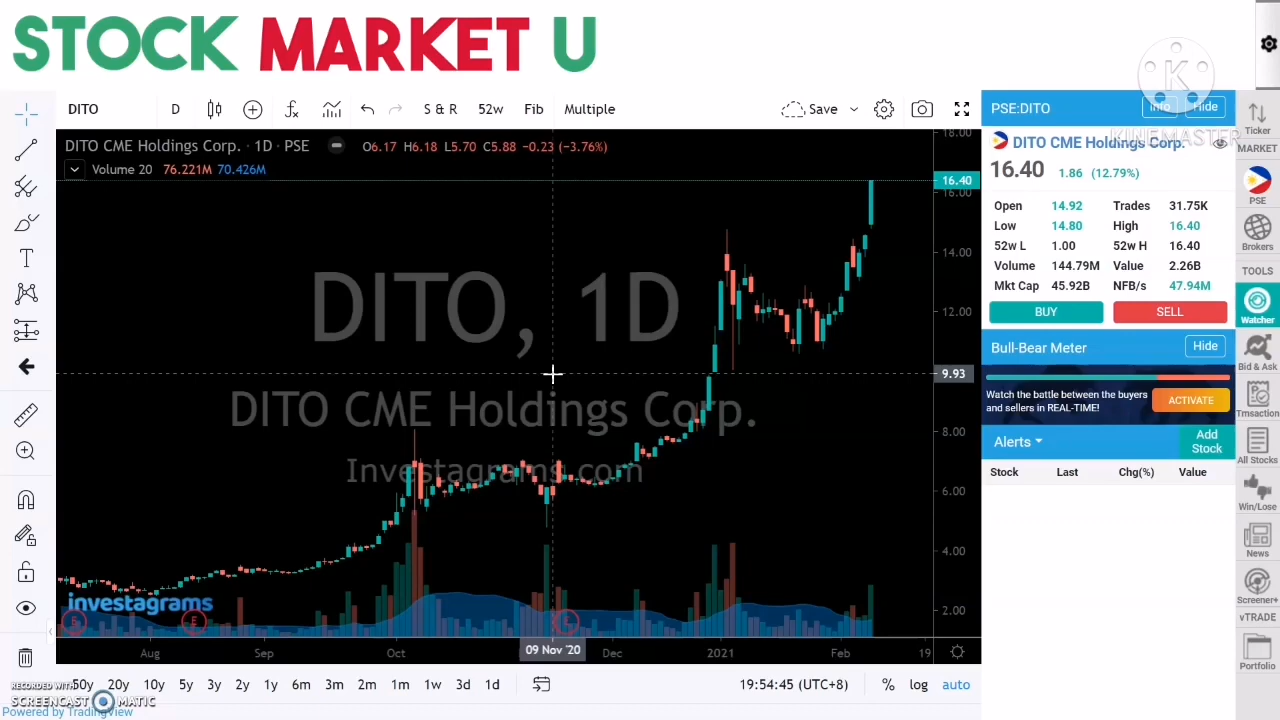 STOCK MARKET U
K
KINEMASTER
DITO D S & R 52w Fib Multiple Save
DITO CME Holdings Corp. · 1D · PSE O6.17 H6.18 L5.70 C5.88 −0.23 (−3.76%)
Volume 20 76.221M 70.426M
DITO, 1D
DITO CME Holdings Corp.
Investagrams.com
investagrams
E
E
18.00
16.40
16.00
14.00
12.00
9.93
8.00
6.00
4.00
2.00
Aug Sep Oct 09 Nov '20 Dec 2021 Feb 19
50y 20y 10y 5y 3y 2y 1y 6m 3m 2m 1m 1w 3d 1d 19:54:45 (UTC+8) % log auto
RECORDED WITH
SCREENCAST MATIC
Powered by TradingView
PSE:DITO Info Hide
DITO CME Holdings Corp.
16.40 1.86 (12.79%)
Open 14.92 Trades 31.75K
Low 14.80 High 16.40
52w L 1.00 52w H 16.40
Volume 144.79M Value 2.26B
Mkt Cap 45.92B NFB/s 47.94M
BUY SELL
Bull-Bear Meter Hide
Watch the battle between the buyers
and sellers in REAL-TIME!
ACTIVATE
Alerts Add Stock
Stock Last Chg(%) Value
Ticker
MARKET
PSE
Brokers
TOOLS
Watcher
Bid & Ask
Trnsaction
All Stocks
Win/Lose
News
Screener+
vTRADE
Portfolio